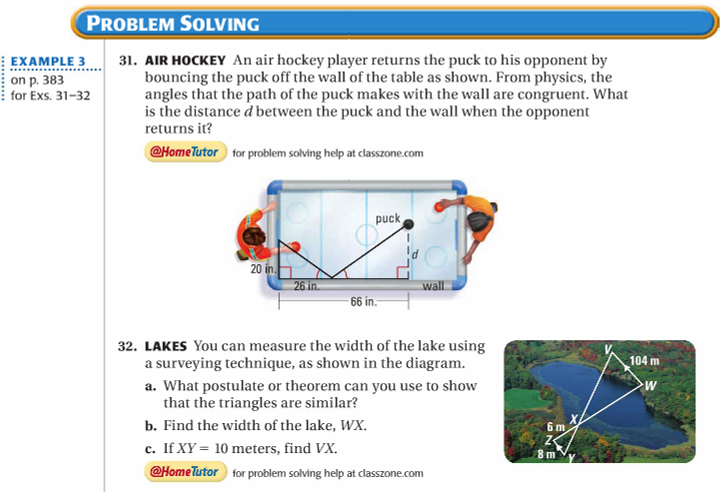 PROBLEM SOLVING
EXAMPLE 3
on p. 383
for Exs. 31–32
31. AIR HOCKEY An air hockey player returns the puck to his opponent by
bouncing the puck off the wall of the table as shown. From physics, the
angles that the path of the puck makes with the wall are congruent. What
is the distance d between the puck and the wall when the opponent
returns it?
@HomeTutor for problem solving help at classzone.com
puck
d
20 in.
26 in.
wall
66 in.
32. LAKES You can measure the width of the lake using
a surveying technique, as shown in the diagram.
a. What postulate or theorem can you use to show
that the triangles are similar?
b. Find the width of the lake, WX.
c. If XY = 10 meters, find VX.
@HomeTutor for problem solving help at classzone.com
V
104 m
W
X
6 m
Z
8 m
Y